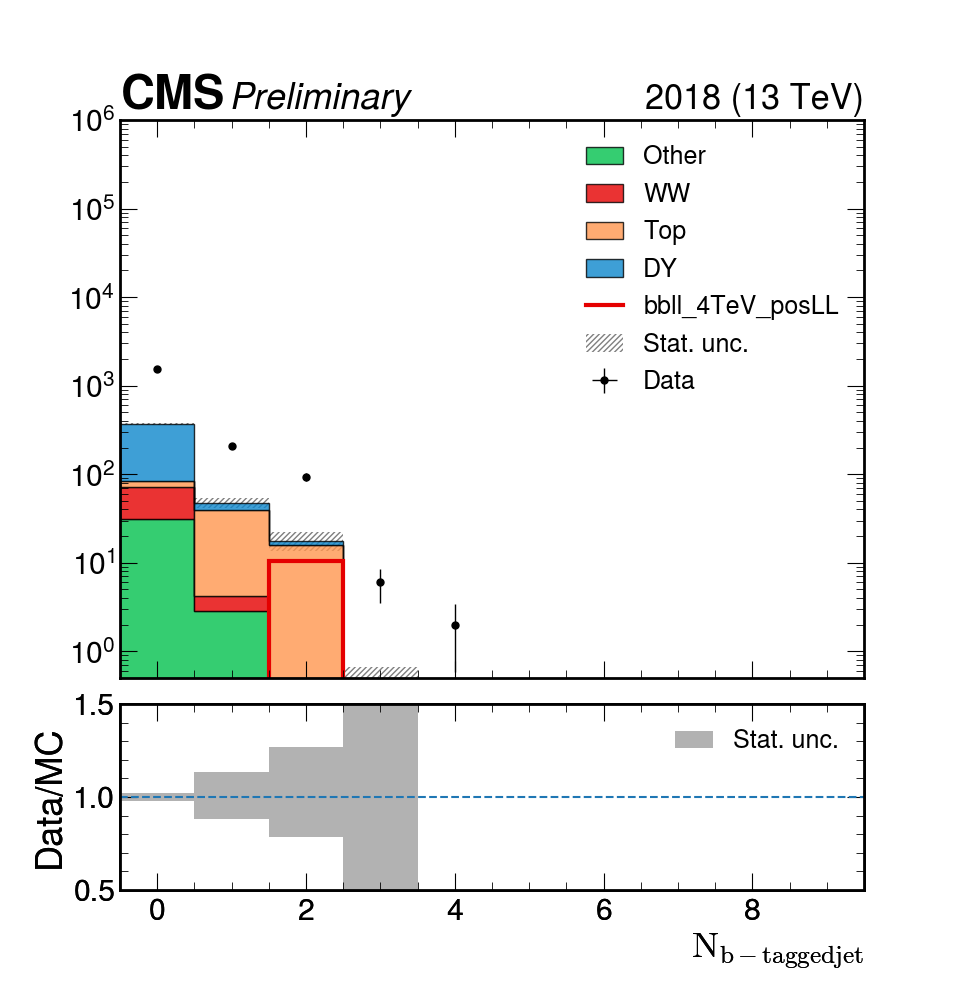 CMS Preliminary 2018 (13 TeV)
10^6
Other
WW
10^5
Top
DY
10^4
bbll_4TeV_posLL
Stat. unc.
10^3
Data
10^2
10^1
10^0
1.5
Stat. unc.
1.0
Data/MC
0.5
0 2 4 6 8
N_{b-taggedjet}